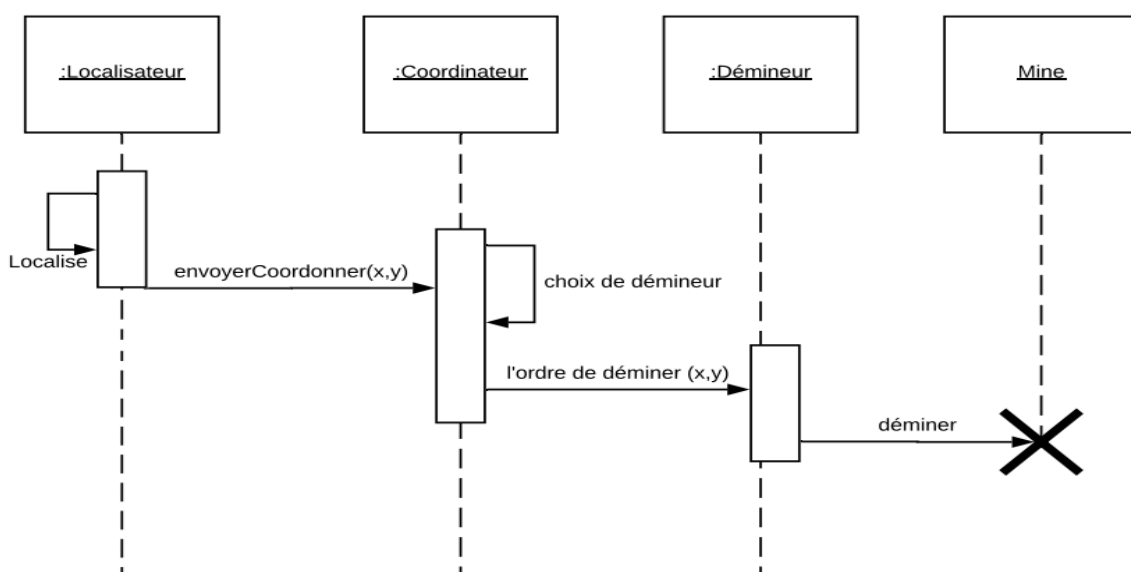 :Localisateur
:Coordinateur
:Démineur
Mine
Localise
envoyerCoordonner(x,y)
choix de démineur
l'ordre de déminer (x,y)
déminer